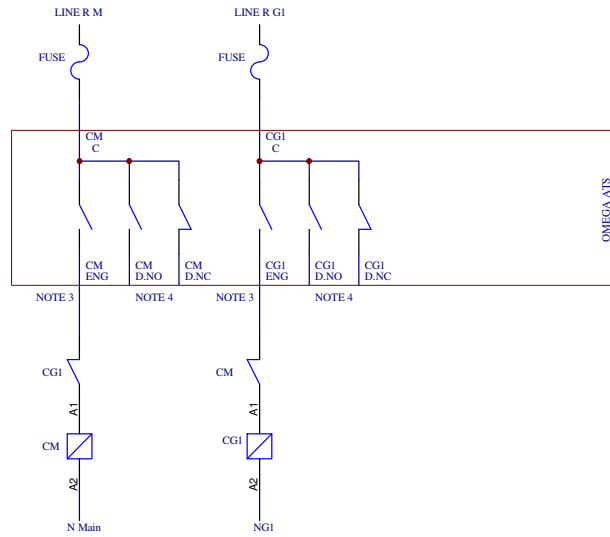 LINE R M
LINE R G1
FUSE
FUSE
CM
C
CG1
C
OMEGA ATS
CM
ENG
CM
D.NO
CM
D.NC
CG1
ENG
CG1
D.NO
CG1
D.NC
NOTE 3
NOTE 4
NOTE 3
NOTE 4
CG1
CM
A1
A1
CM
CG1
A2
A2
N Main
NG1